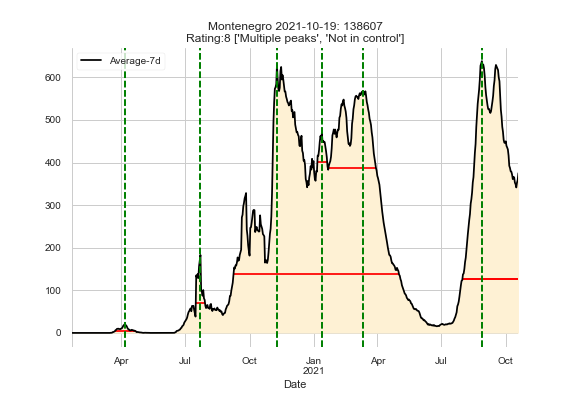 Montenegro 2021-10-19: 138607
Rating:8 ['Multiple peaks', 'Not in control']
Average-7d
600
500
400
300
200
100
0
Apr Jul Oct Jan Apr Jul Oct
2021
Date